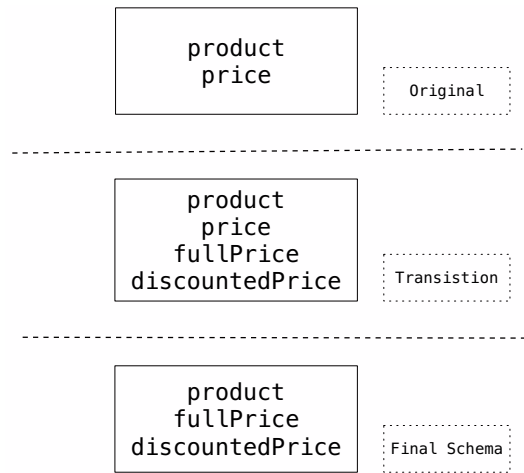 product
price
Original
product
price
fullPrice
discountedPrice
Transistion
product
fullPrice
discountedPrice
Final Schema